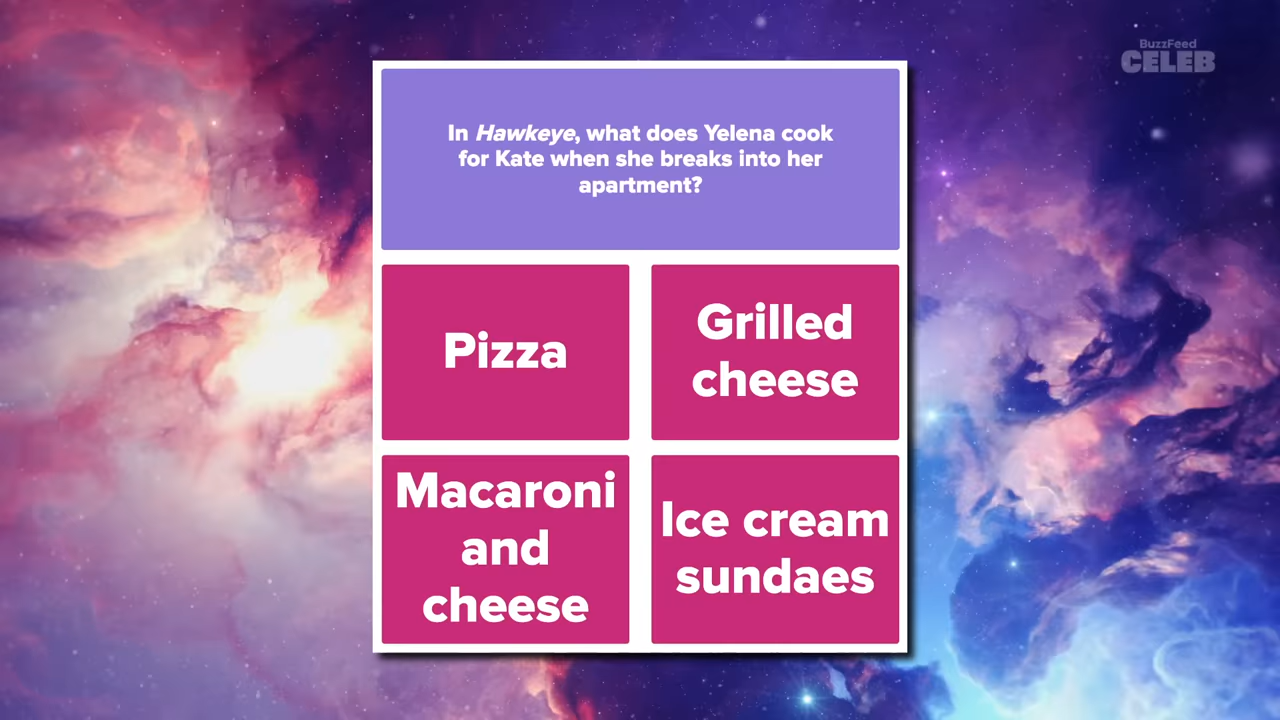 BuzzFeed
CELEB
In Hawkeye, what does Yelena cook
for Kate when she breaks into her
apartment?
Pizza
Grilled
cheese
Macaroni
and
cheese
Ice cream
sundaes